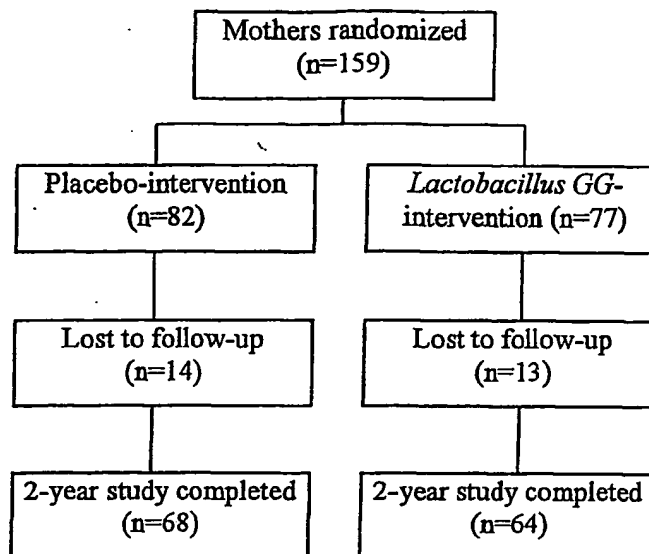 Mothers randomized
(n=159)
Placebo-intervention
(n=82)
Lactobacillus GG-
intervention (n=77)
Lost to follow-up
(n=14)
Lost to follow-up
(n=13)
2-year study completed
(n=68)
2-year study completed
(n=64)